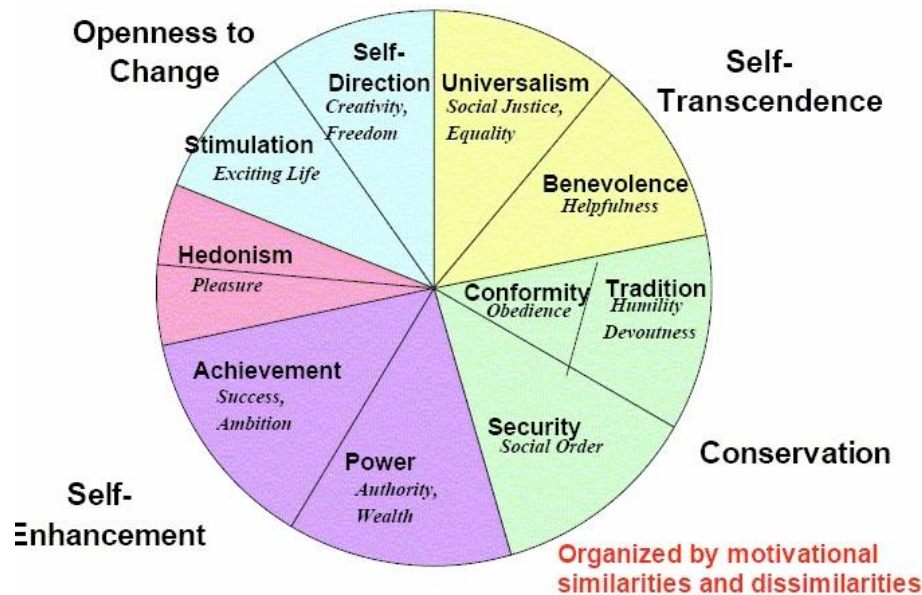 Openness to
Change
Self-
Direction
Creativity,
Freedom
Universalism
Social Justice,
Equality
Self-
Transcendence
Stimulation
Exciting Life
Benevolence
Helpfulness
Hedonism
Pleasure
Conformity
Obedience
Tradition
Humility
Devoutness
Achievement
Success,
Ambition
Security
Social Order
Power
Authority,
Wealth
Conservation
Self-
Enhancement
Organized by motivational
similarities and dissimilarities